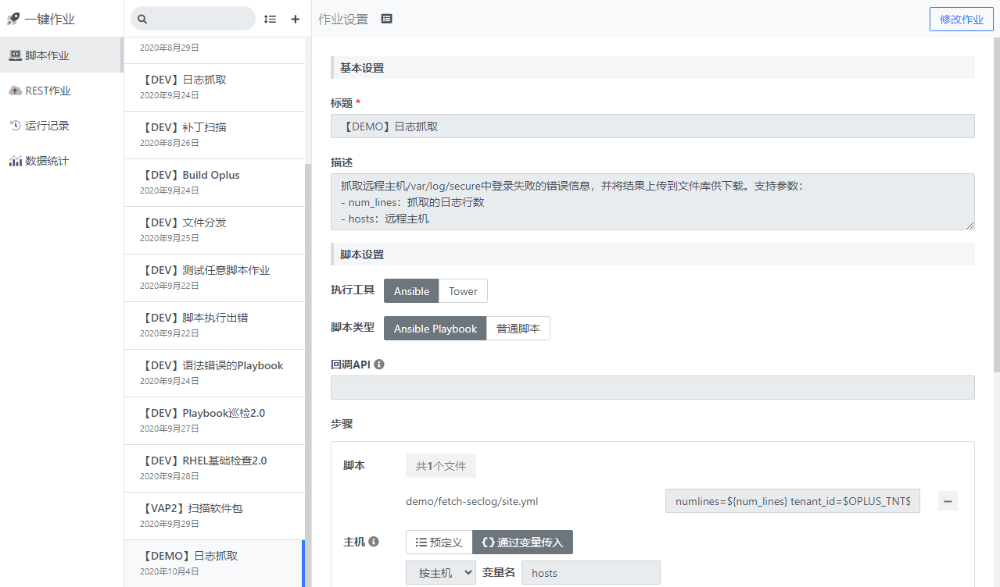 一键作业
脚本作业
REST作业
运行记录
数据统计
2020年8月29日
【DEV】日志抓取
2020年9月24日
【DEV】补丁扫描
2020年8月26日
【DEV】Build Oplus
2020年9月24日
【DEV】文件分发
2020年9月25日
【DEV】测试任意脚本作业
2020年9月22日
【DEV】脚本执行出错
2020年9月22日
【DEV】语法错误的Playbook
2020年9月24日
【DEV】Playbook巡检2.0
2020年9月27日
【DEV】RHEL基础检查2.0
2020年9月28日
【VAP2】扫描软件包
2020年9月29日
【DEMO】日志抓取
2020年10月4日
作业设置
修改作业
基本设置
标题 *
【DEMO】日志抓取
描述
抓取远程主机/var/log/secure中登录失败的错误信息，并将结果上传到文件库供下载。支持参数：
- num_lines：抓取的日志行数
- hosts：远程主机
脚本设置
执行工具 Ansible Tower
脚本类型 Ansible Playbook 普通脚本
回调API
步骤
脚本 共1个文件
demo/fetch-seclog/site.yml numlines=${num_lines} tenant_id=$OPLUS_TNT$
主机 预定义 通过变量传入
按主机 变量名 hosts